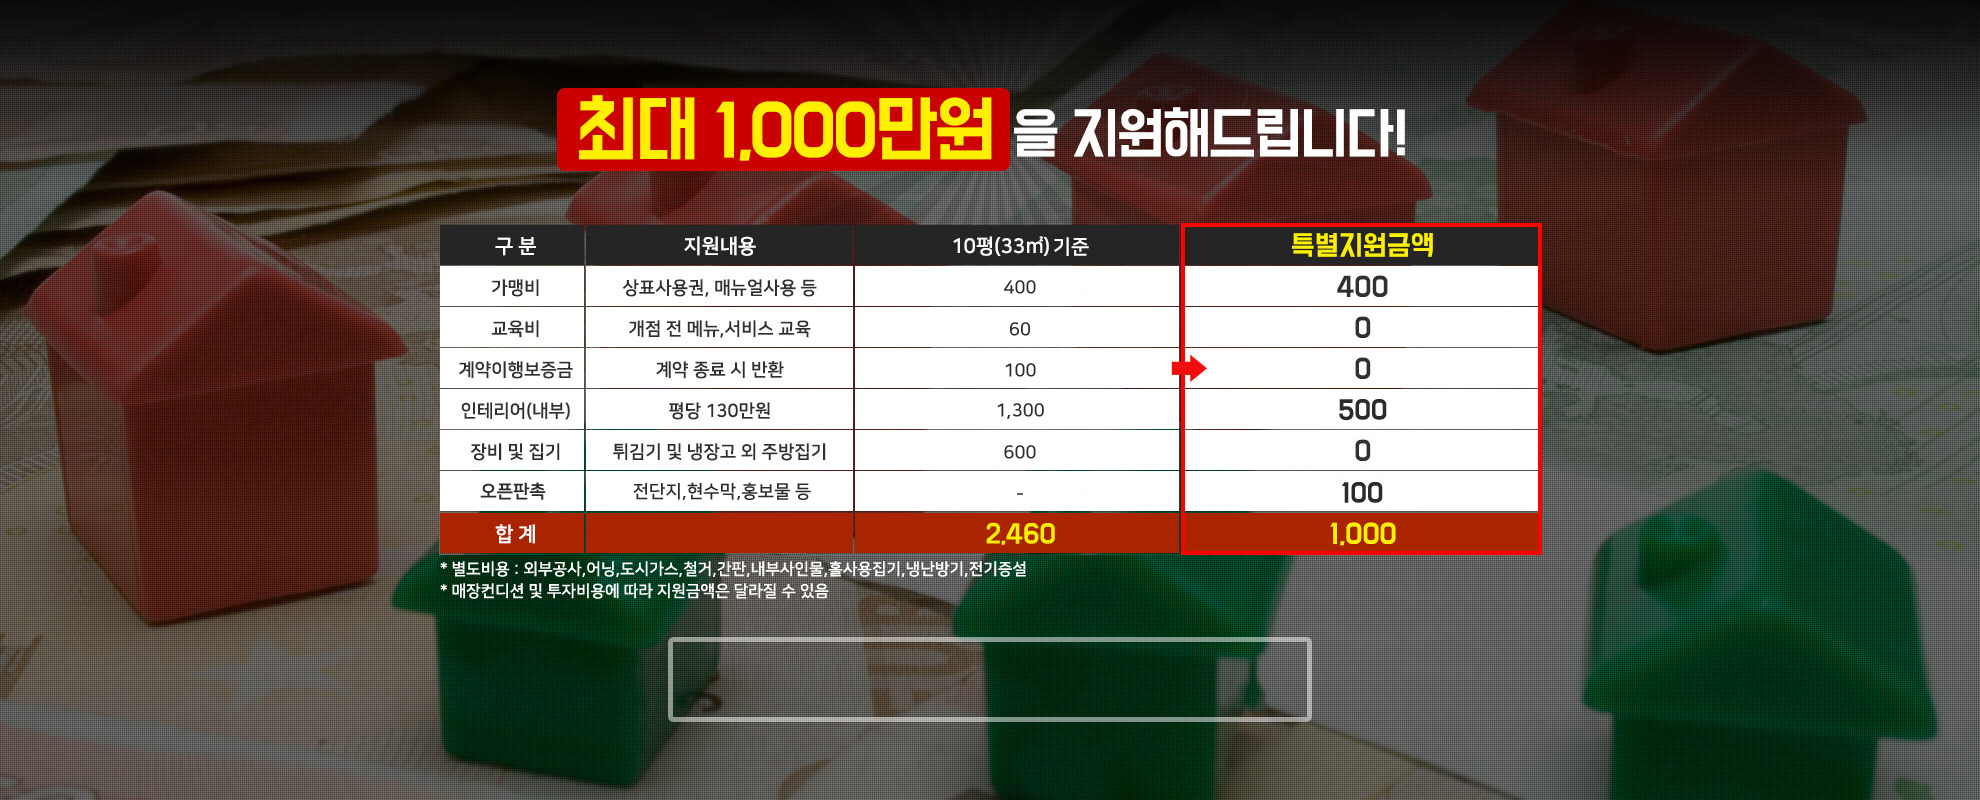 최대 1,000만원을 지원해드립니다!
구 분 지원내용 10평(33㎡) 기준 특별지원금액
가맹비 상표사용권, 매뉴얼사용 등 400 400
교육비 개점 전 메뉴,서비스 교육 60 0
계약이행보증금 계약 종료 시 반환 100 0
인테리어(내부) 평당 130만원 1,300 500
장비 및 집기 튀김기 및 냉장고 외 주방집기 600 0
오픈판촉 전단지,현수막,홍보물 등 - 100
합 계 2,460 1,000
* 별도비용 : 외부공사,어닝,도시가스,철거,간판,내부사인물,홀사용집기,냉난방기,전기증설
* 매장컨디션 및 투자비용에 따라 지원금액은 달라질 수 있음